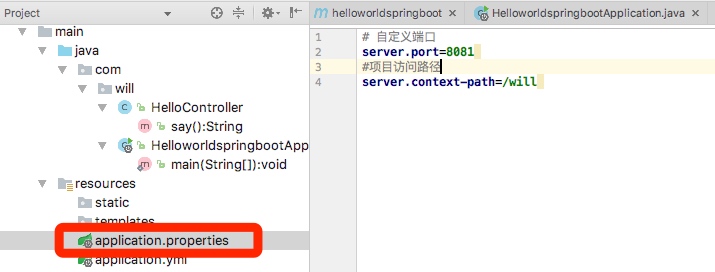 Project
main
java
com
will
HelloController
say():String
HelloworldspringbootApp
main(String[]):void
resources
static
templates
application.properties
application.yml
helloworldspringboot
HelloworldspringbootApplication.java
1 # 自定义端口
2 server.port=8081
3 #项目访问路径
4 server.context-path=/will